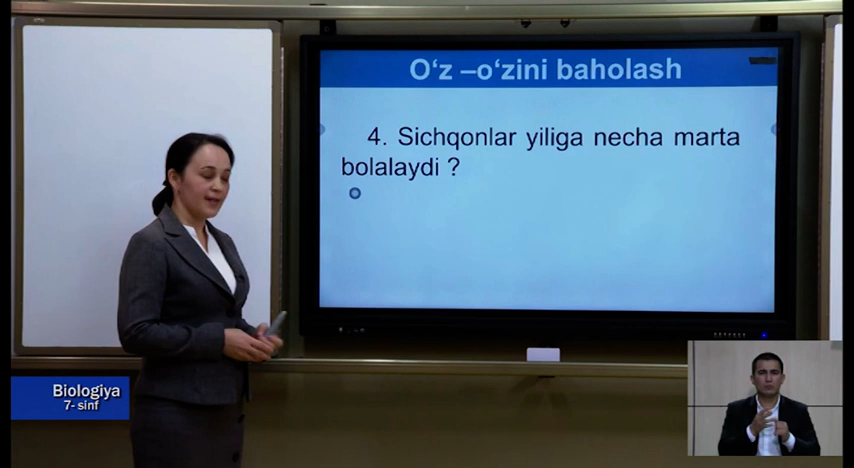 O‘z –o‘zini baholash
4. Sichqonlar yiliga necha marta
bolalaydi ?
Biologiya
7- sinf